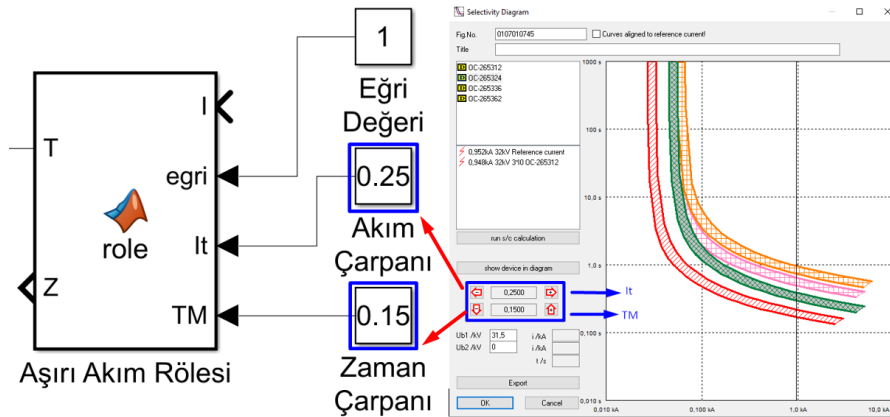 1
Eğri
Değeri
I
T
egri
0.25
role
It
Akım
Çarpanı
Z
TM
0.15
Zaman
Çarpanı
Aşırı Akım Rölesi
Selectivity Diagram
Fig.No.
0107010745
Curves aligned to reference current!
Title
OC-265312
OC-265324
OC-265336
OC-265362
0,952kA 32kV Reference current
0,948kA 32kV 3*I0 OC-265312
run s/c calculation
show device in diagram
0,2500
It
0,1500
TM
Ub1 /kV
31,5
i /kA
Ub2 /kV
0
i /kA
t /s
Export
OK
Cancel
1000 s
100 s
10,0 s
1,0 s
0,100 s
0,010 s
0,010 kA
0,100 kA
1,0 kA
10,0 kA